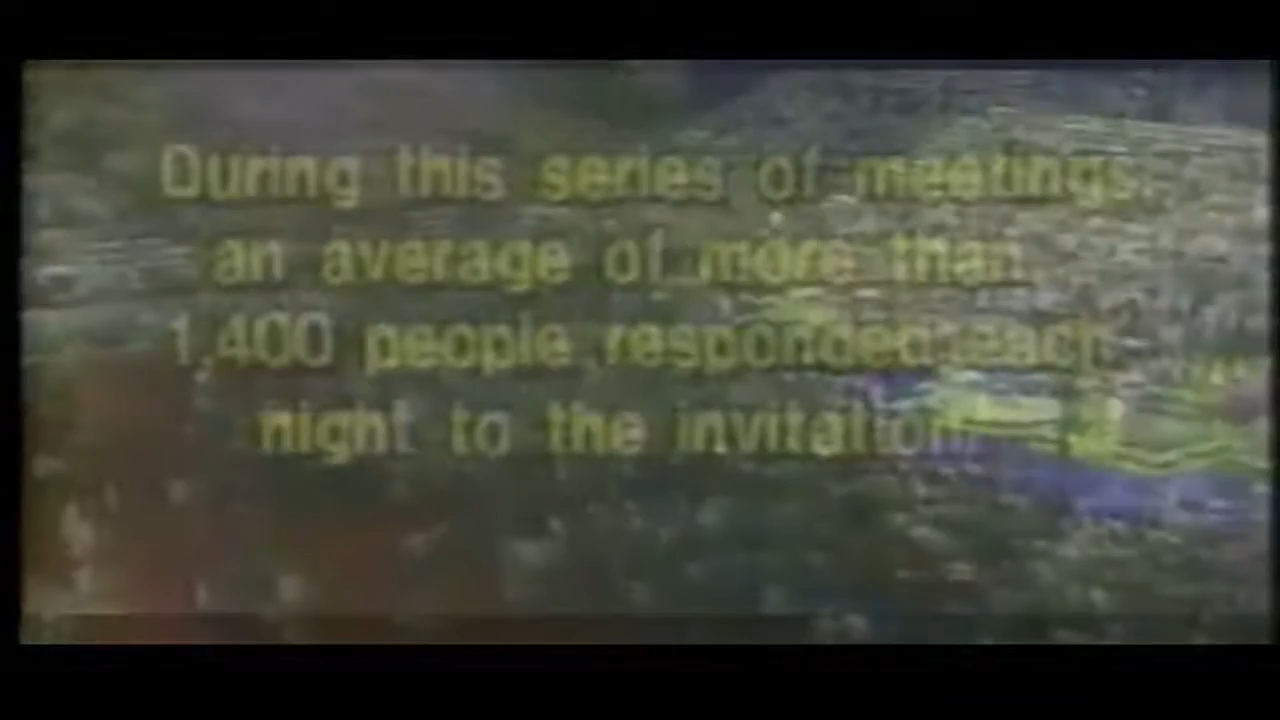 During this series of meetings,
an average of more than
1,400 people responded each
night to the invitation.